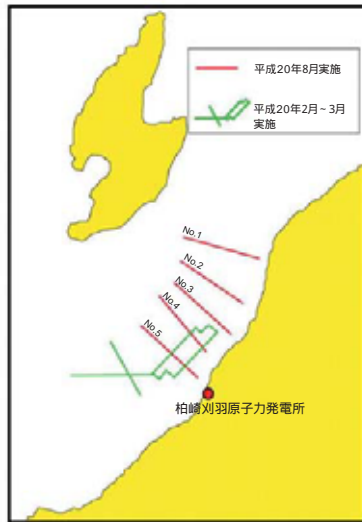 平成20年8月実施
平成20年2月~3月
実施
No.1
No.2
No.3
No.4
No.5
柏崎刈羽原子力発電所